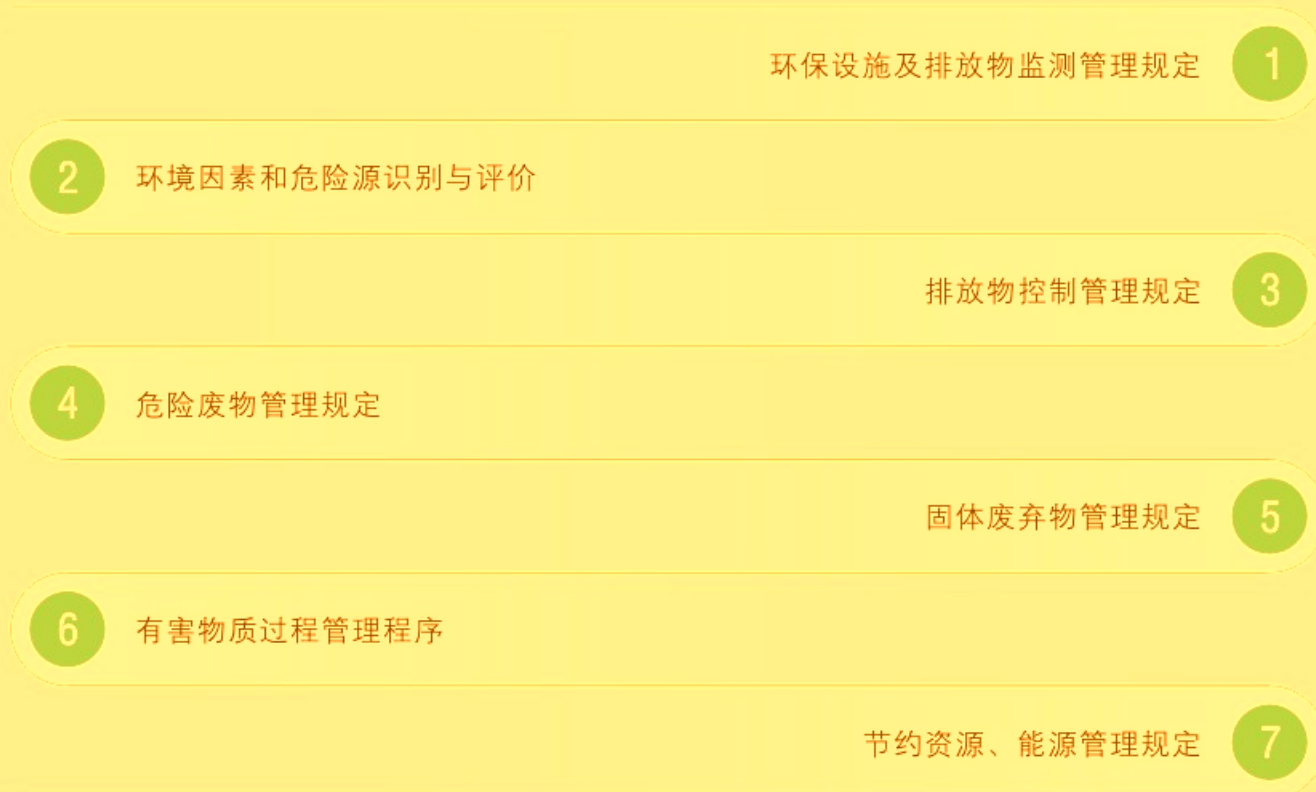 环保设施及排放物监测管理规定 1
2 环境因素和危险源识别与评价
排放物控制管理规定 3
4 危险废物管理规定
固体废弃物管理规定 5
6 有害物质过程管理程序
节约资源、能源管理规定 7